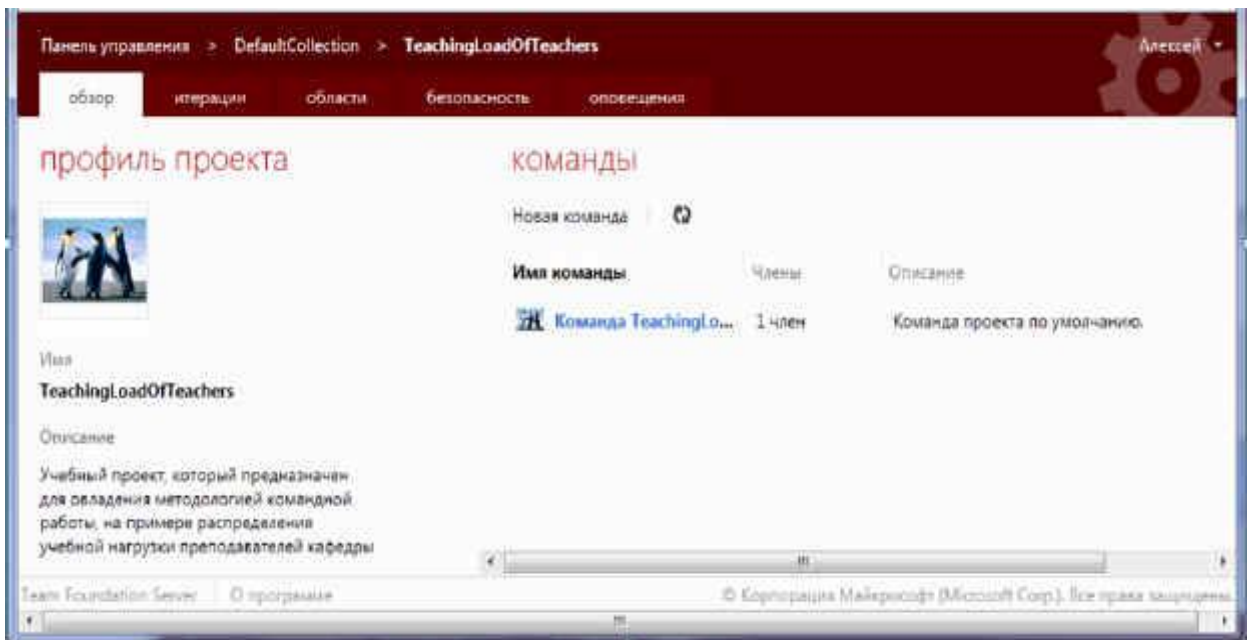 Панель управления > DefaultCollection > TeachingLoadOfTeachers
Алексей
обзор итерации области безопасность оповещения
профиль проекта
команды
Новая команда
Имя команды Члены Описание
Команда TeachingLo... 1 член Команда проекта по умолчанию.
Имя
TeachingLoadOfTeachers
Описание
Учебный проект, который предназначен
для овладения методологией командной
работы, на примере распределения
учебной нагрузки преподавателей кафедры
Team Foundation Server О программе
© Корпорация Майкрософт (Microsoft Corp.). Все права защищены.